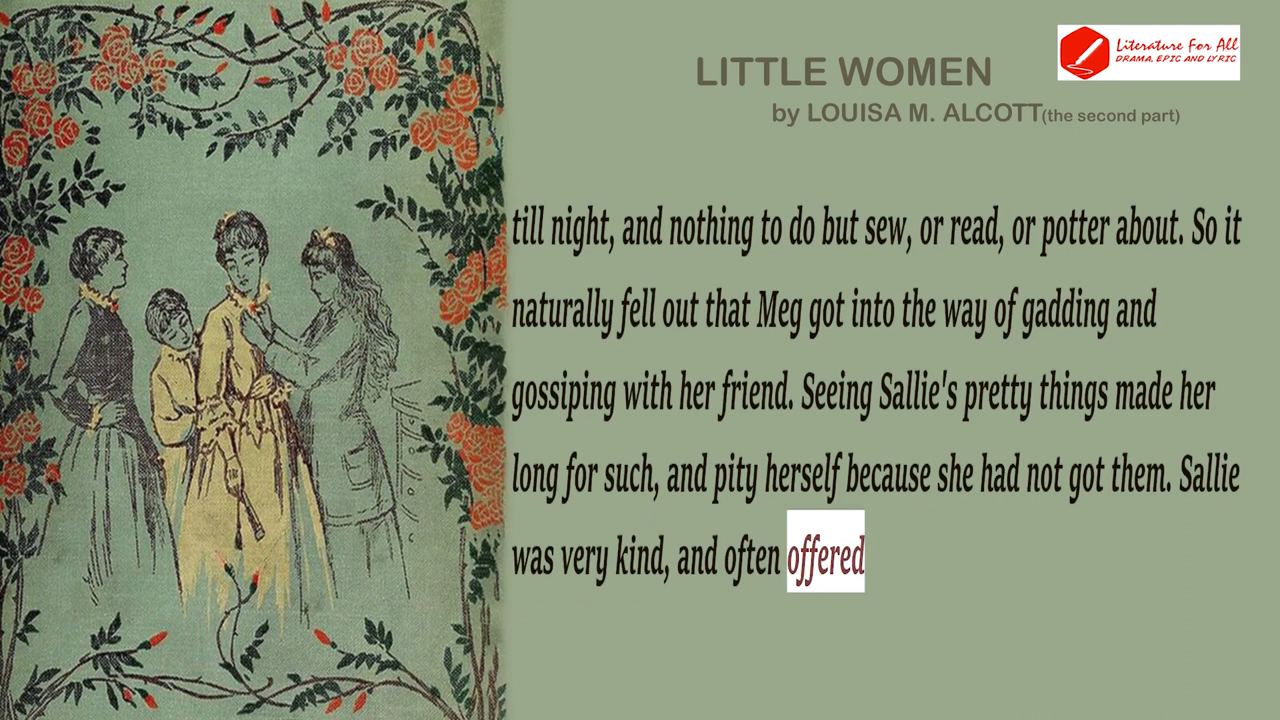 LITTLE WOMEN
by LOUISA M. ALCOTT(the second part)
Literature For All
DRAMA, EPIC AND LYRIC
till night, and nothing to do but sew, or read, or potter about. So it
naturally fell out that Meg got into the way of gadding and
gossiping with her friend. Seeing Sallie's pretty things made her
long for such, and pity herself because she had not got them. Sallie
was very kind, and often offered